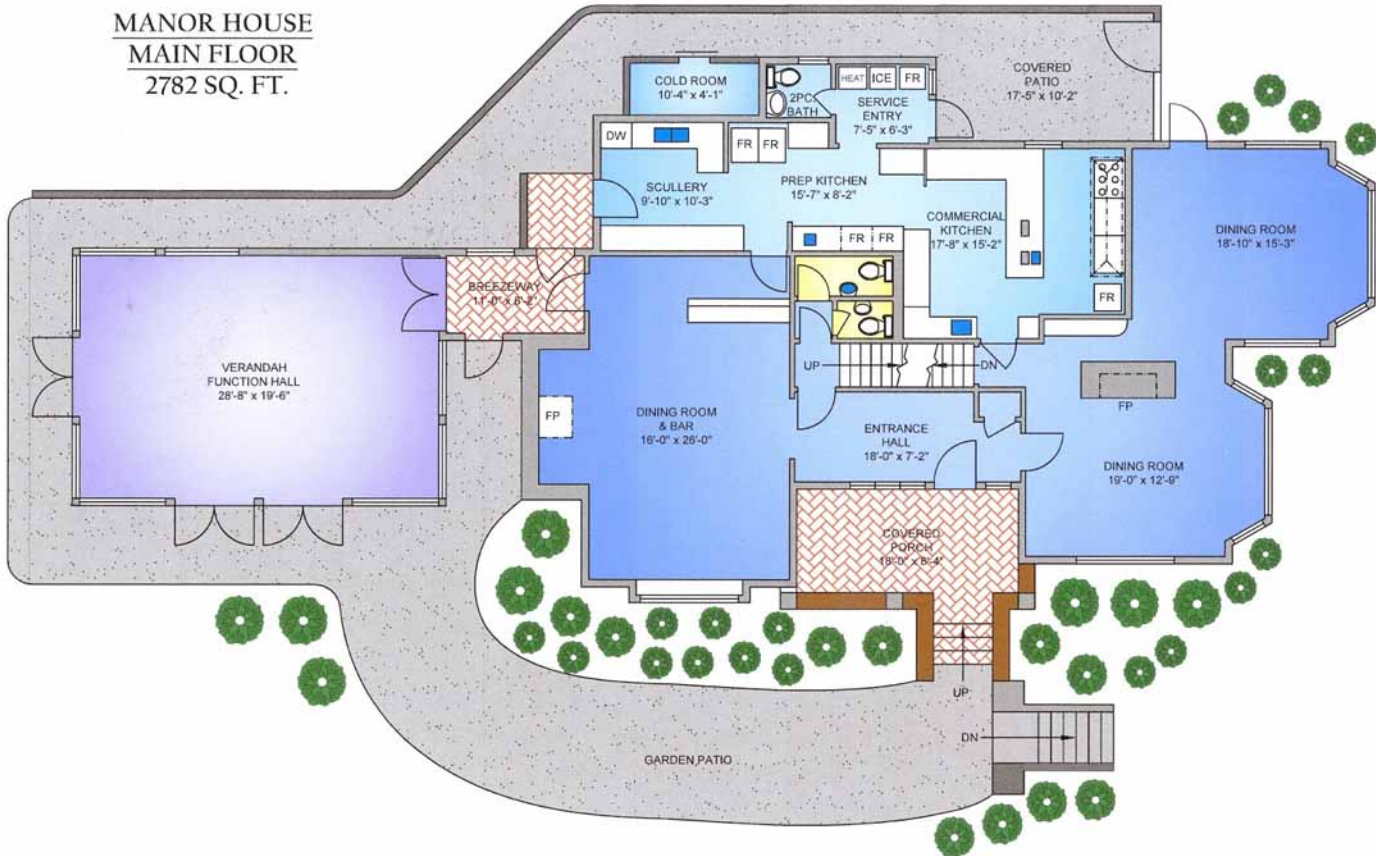 MANOR HOUSE
MAIN FLOOR
2782 SQ. FT.
COLD ROOM
10'-4" x 4'-1"
2PC.
BATH
HEAT
ICE
FR
SERVICE
ENTRY
7'-5" x 6'-3"
COVERED
PATIO
17'-5" x 10'-2"
DW
FR
FR
SCULLERY
9'-10" x 10'-3"
PREP KITCHEN
15'-7" x 8'-2"
COMMERCIAL
KITCHEN
17'-8" x 15'-2"
FR
FR
FR
DINING ROOM
18'-10" x 15'-3"
BREEZEWAY
11'-0" x 6'-2"
VERANDAH
FUNCTION HALL
28'-8" x 19'-6"
UP
DN
FP
DINING ROOM
& BAR
16'-0" x 26'-0"
ENTRANCE
HALL
18'-0" x 7'-2"
FP
DINING ROOM
19'-0" x 12'-9"
COVERED
PORCH
18'-0" x 8'-4"
UP
DN
GARDEN PATIO